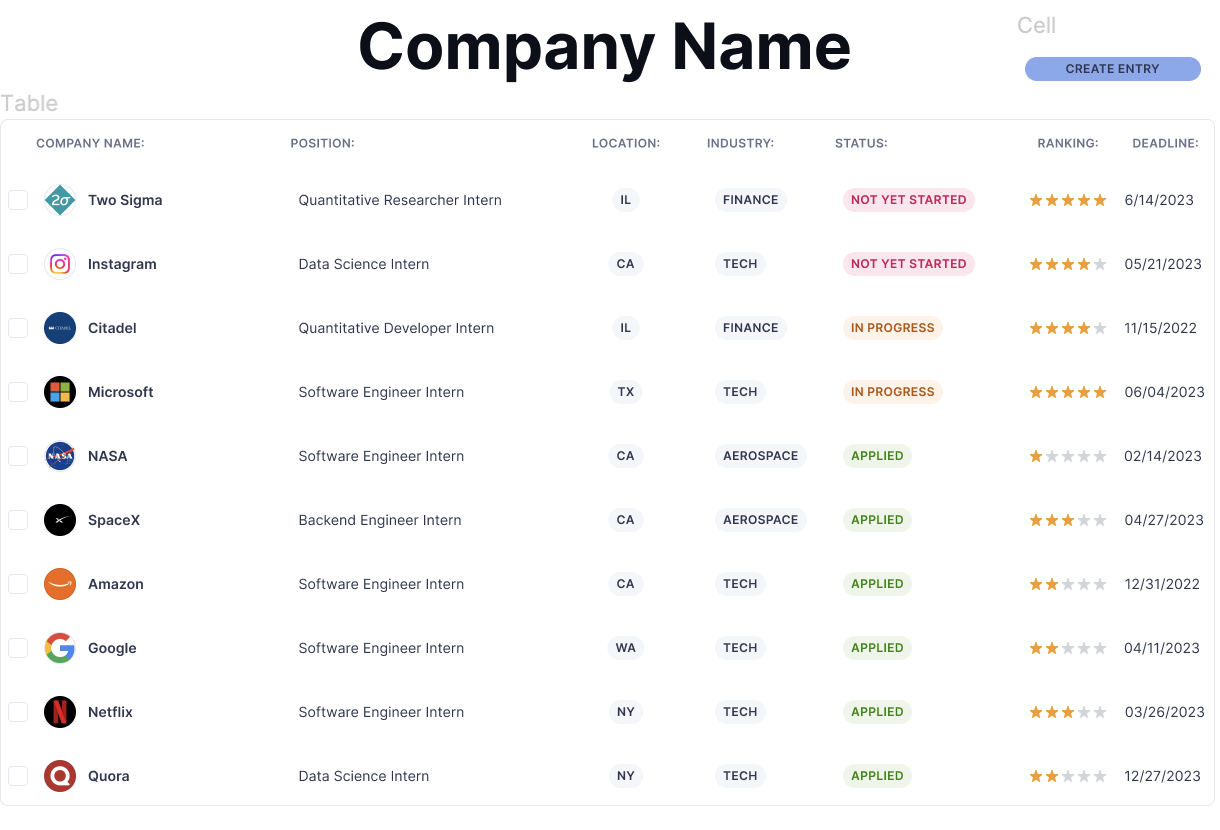 Company Name
Cell
CREATE ENTRY
Table
COMPANY NAME: POSITION: LOCATION: INDUSTRY: STATUS: RANKING: DEADLINE:
2σ Two Sigma Quantitative Researcher Intern IL FINANCE NOT YET STARTED 6/14/2023
Instagram Data Science Intern CA TECH NOT YET STARTED 05/21/2023
CITADEL Citadel Quantitative Developer Intern IL FINANCE IN PROGRESS 11/15/2022
Microsoft Software Engineer Intern TX TECH IN PROGRESS 06/04/2023
NASA NASA Software Engineer Intern CA AEROSPACE APPLIED 02/14/2023
SpaceX Backend Engineer Intern CA AEROSPACE APPLIED 04/27/2023
Amazon Software Engineer Intern CA TECH APPLIED 12/31/2022
Google Software Engineer Intern WA TECH APPLIED 04/11/2023
Netflix Software Engineer Intern NY TECH APPLIED 03/26/2023
Quora Data Science Intern NY TECH APPLIED 12/27/2023